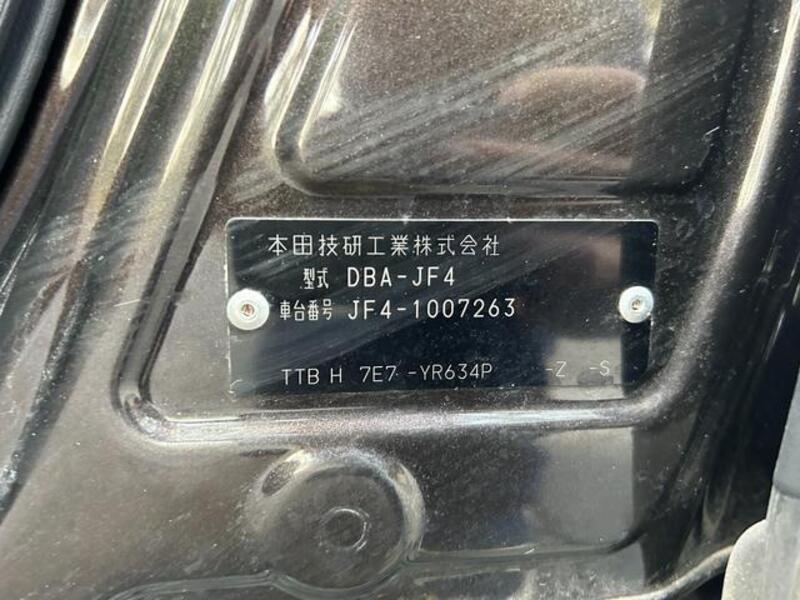 本田技研工業株式会社
型式 DBA-JF4
車台番号 JF4-1007263
TTB H 7E7 -YR634P -Z -S